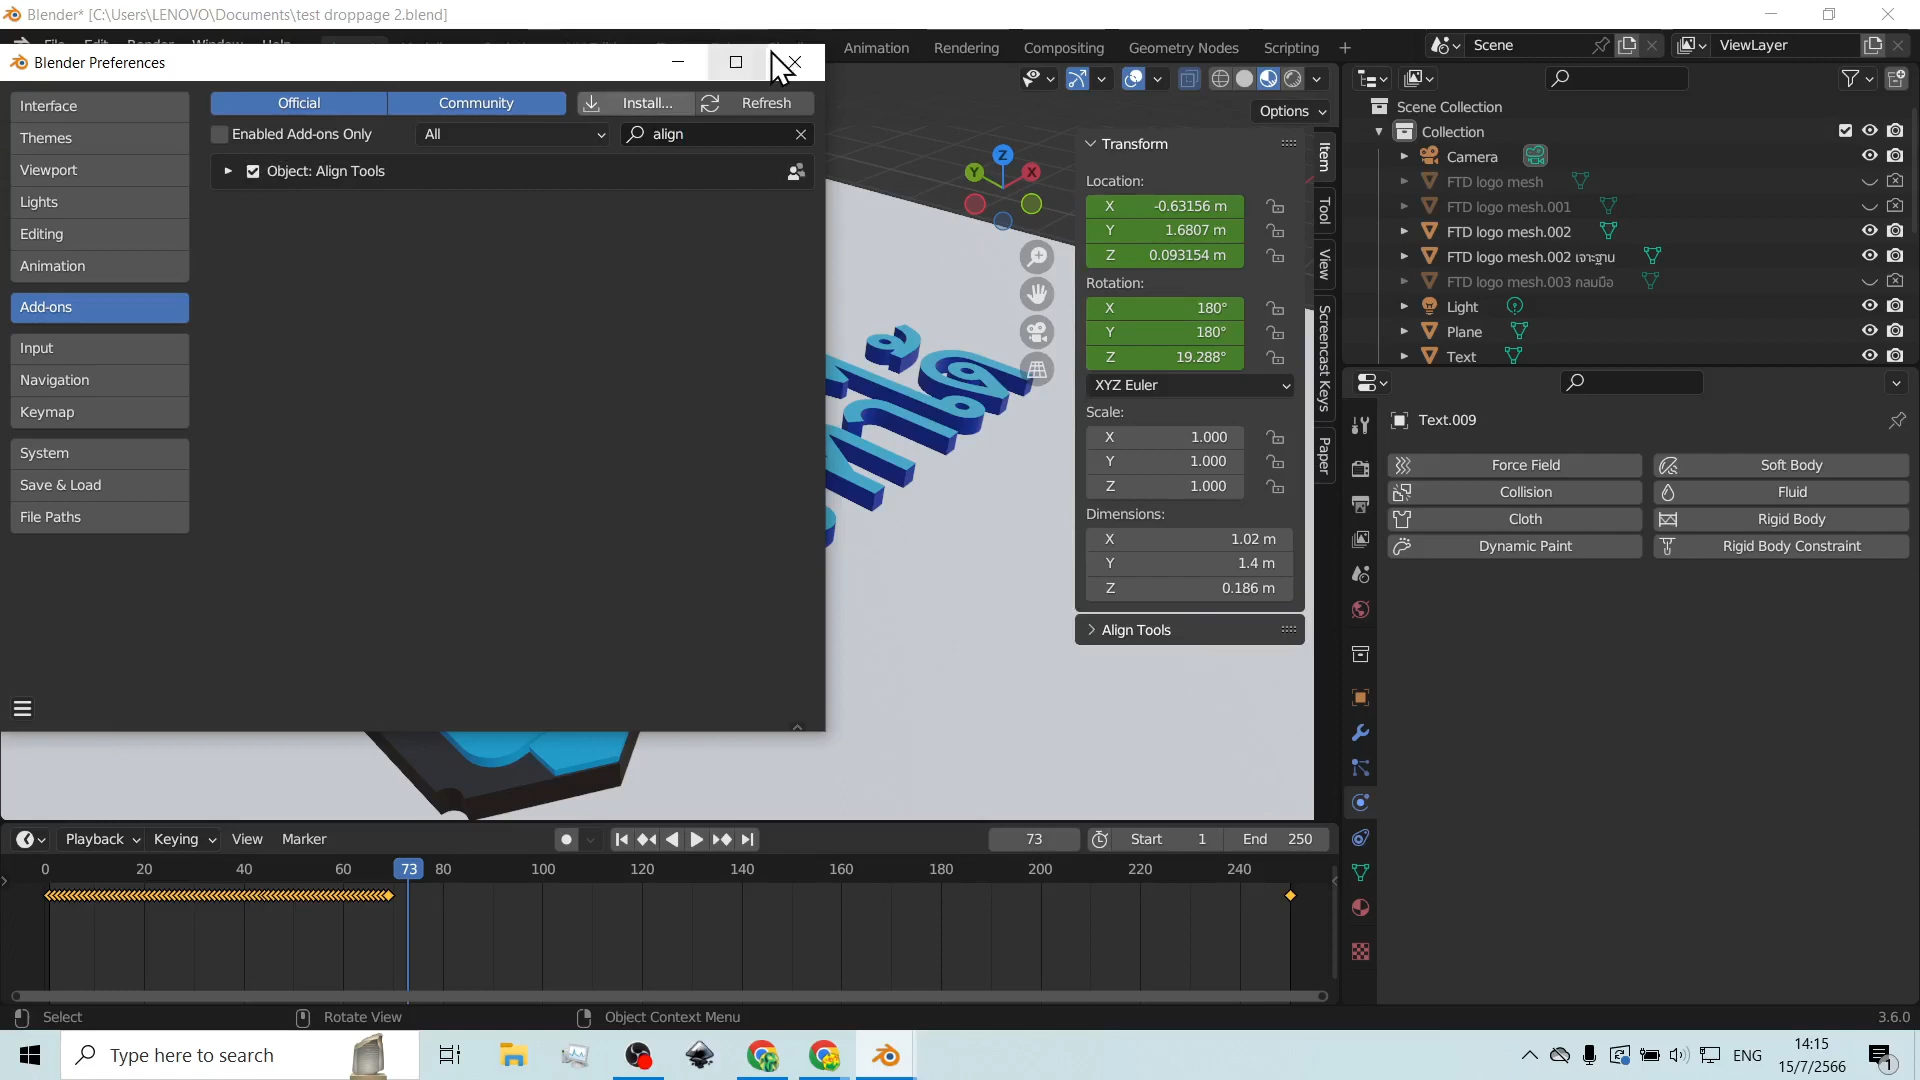 Blender* [C:\Users\LENOVO\Documents\test droppage 2.blend]
Animation Rendering Compositing Geometry Nodes Scripting +
Scene
ViewLayer
Blender Preferences
Interface
Themes
Viewport
Lights
Editing
Animation
Add-ons
Input
Navigation
Keymap
System
Save & Load
File Paths
Official Community Install... Refresh
Enabled Add-ons Only All align
Object: Align Tools
Options
Z
Y X
Transform
Location:
X -0.63156 m
Y 1.6807 m
Z 0.093154 m
Rotation:
X 180°
Y 180°
Z 19.288°
XYZ Euler
Scale:
X 1.000
Y 1.000
Z 1.000
Dimensions:
X 1.02 m
Y 1.4 m
Z 0.186 m
Align Tools
Item
Tool
View
Screencast Keys
Paper
Scene Collection
Collection
Camera
FTD logo mesh
FTD logo mesh.001
FTD logo mesh.002
FTD logo mesh.002 เจาะฐาน
FTD logo mesh.003 กลมมือ
Light
Plane
Text
Text.009
Force Field Soft Body
Collision Fluid
Cloth Rigid Body
Dynamic Paint Rigid Body Constraint
Playback Keying View Marker 73 Start 1 End 250
0 20 40 60 73 80 100 120 140 160 180 200 220 240
Select Rotate View Object Context Menu 3.6.0
Type here to search
ENG
14:15
15/7/2566
1